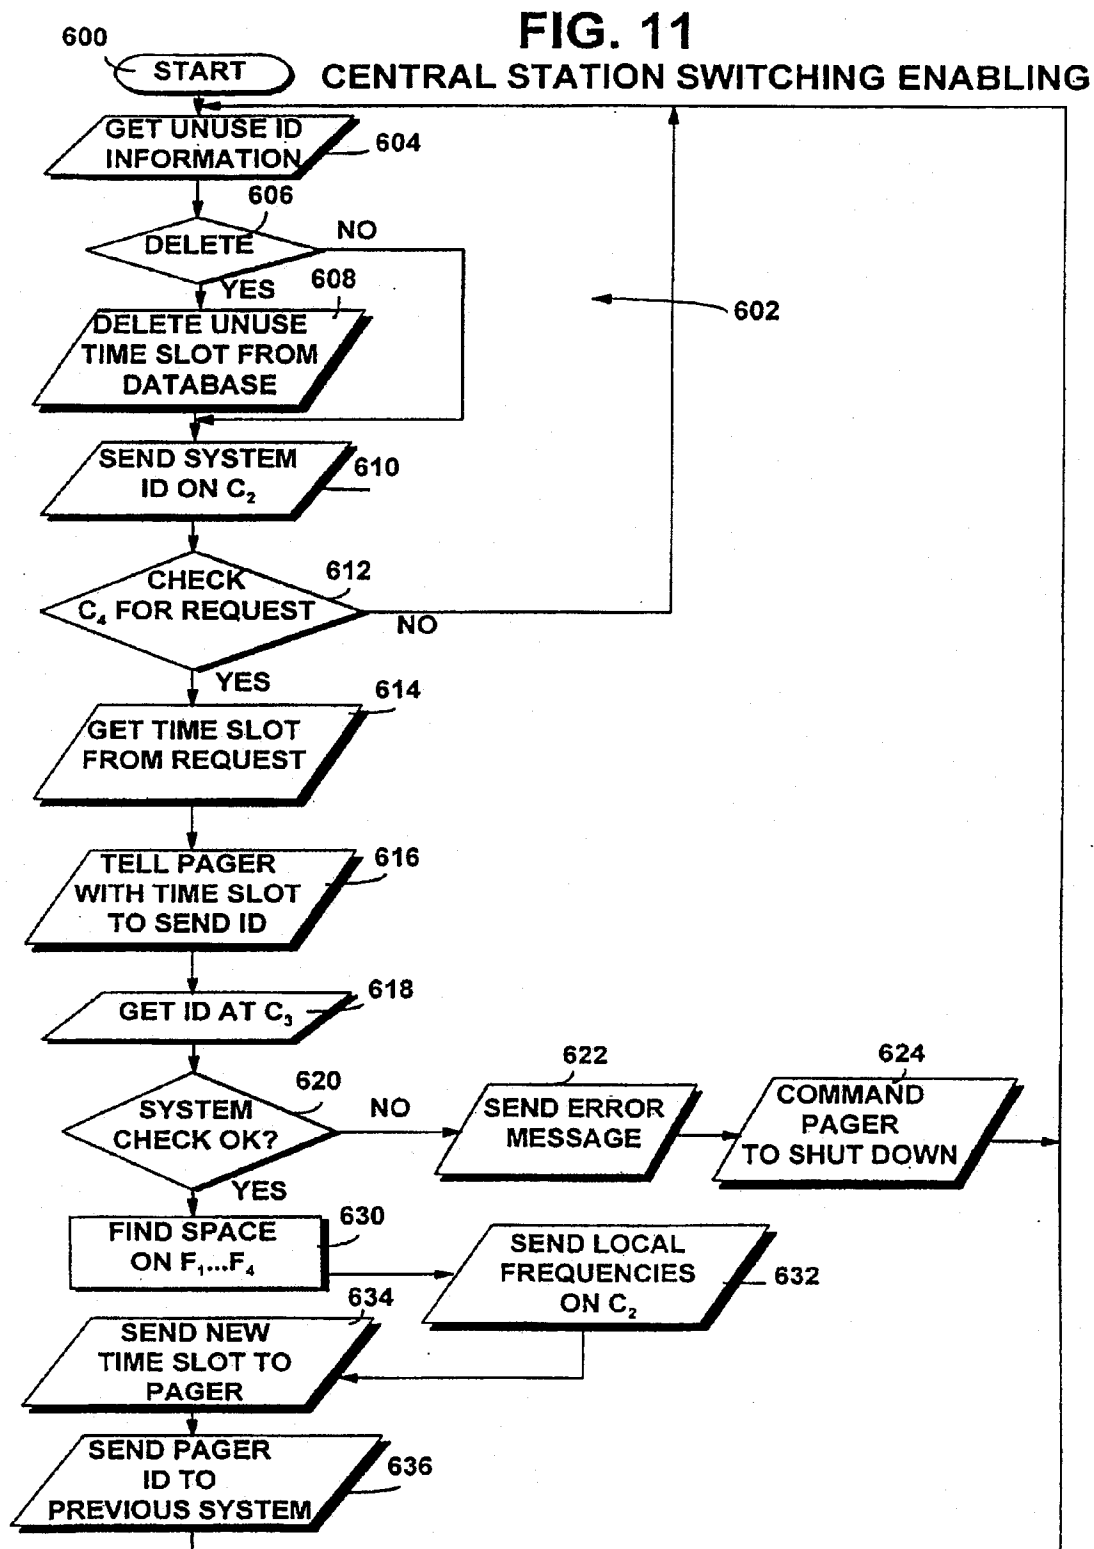 FIG. 11
600
START
CENTRAL STATION SWITCHING ENABLING
GET UNUSE ID
INFORMATION
604
606
DELETE
NO
YES
608
602
DELETE UNUSE
TIME SLOT FROM
DATABASE
SEND SYSTEM
ID ON C₂
610
CHECK
C₄ FOR REQUEST
612
NO
YES
614
GET TIME SLOT
FROM REQUEST
TELL PAGER
WITH TIME SLOT
TO SEND ID
616
GET ID AT C₃
618
SYSTEM
CHECK OK?
620
NO
YES
622
SEND ERROR
MESSAGE
624
COMMAND
PAGER
TO SHUT DOWN
FIND SPACE
ON F₁...F₄
630
SEND LOCAL
FREQUENCIES
ON C₂
632
634
SEND NEW
TIME SLOT TO
PAGER
SEND PAGER
ID TO
PREVIOUS SYSTEM
636